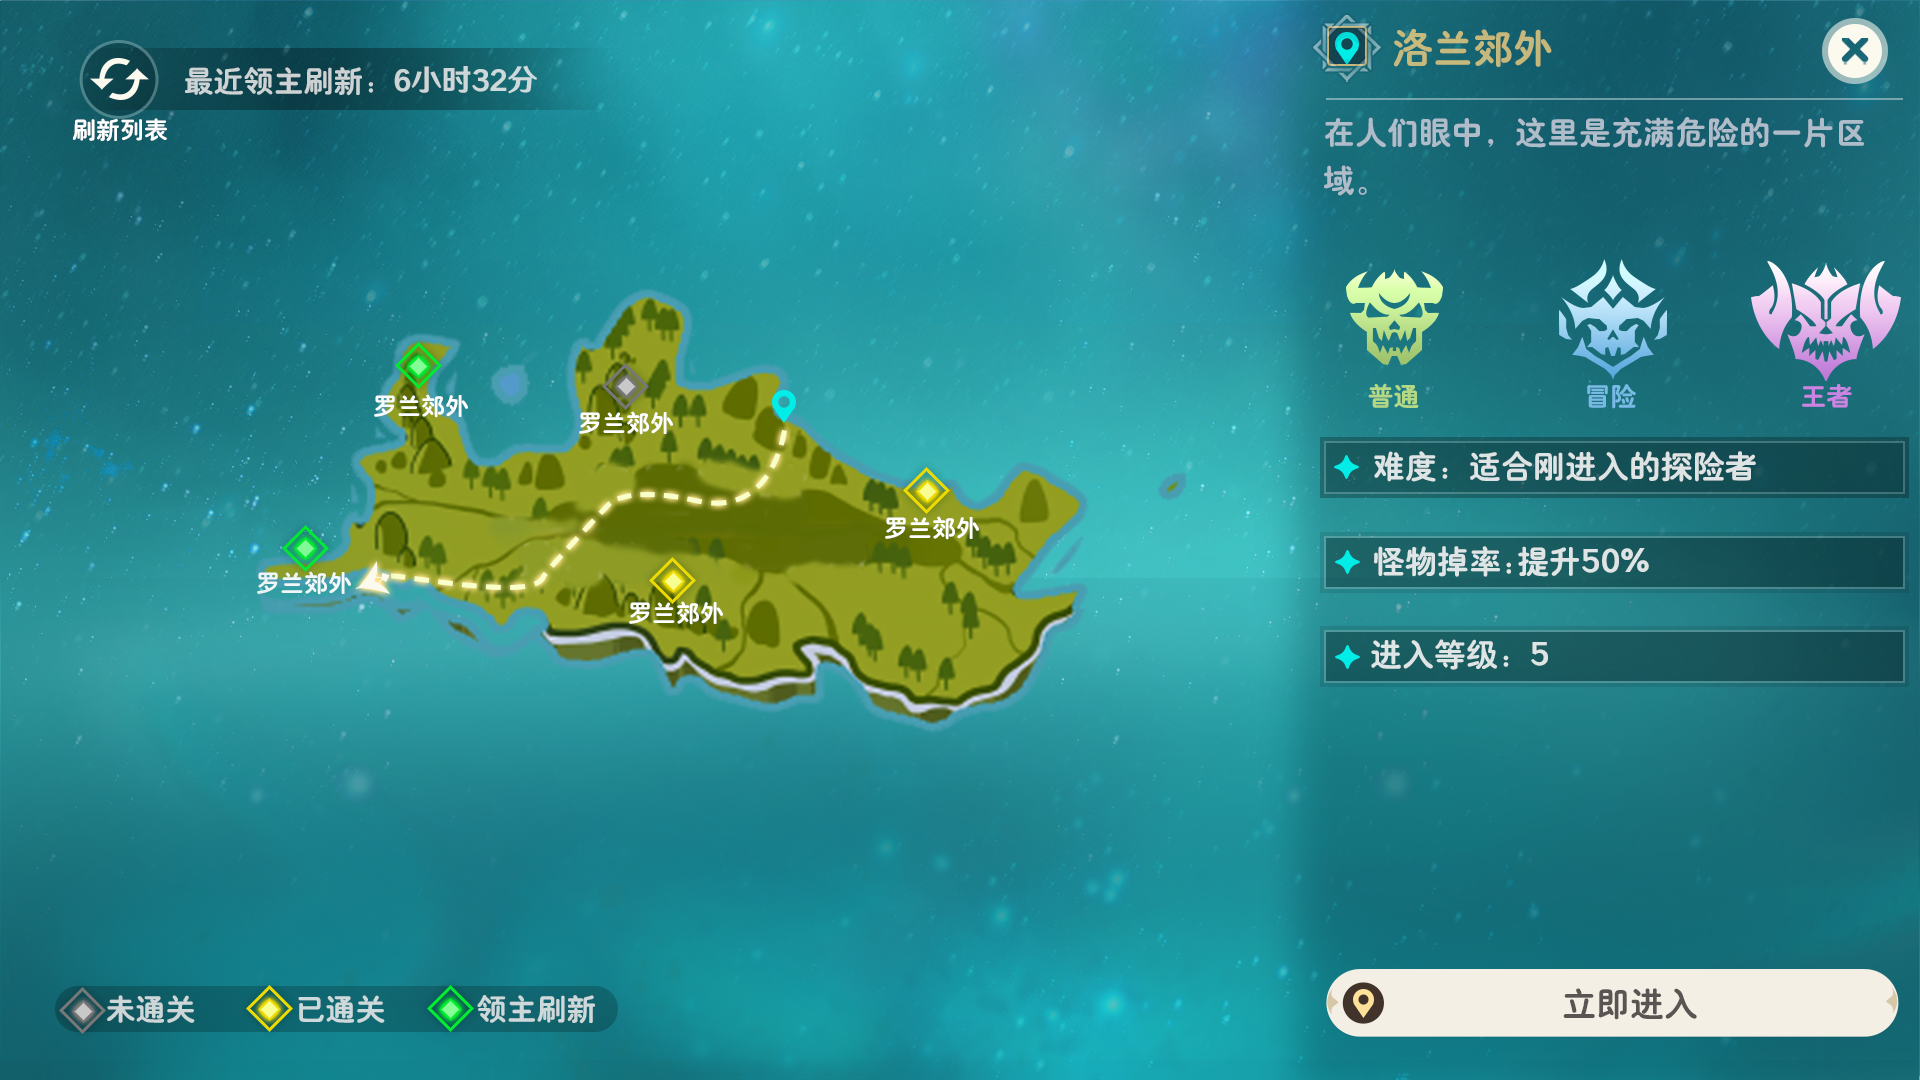 最近领主刷新：6小时32分
刷新列表
罗兰郊外
罗兰郊外
罗兰郊外
罗兰郊外
罗兰郊外
未通关
已通关
领主刷新
洛兰郊外
在人们眼中，这里是充满危险的一片区
域。
普通
冒险
王者
难度：适合刚进入的探险者
怪物掉率:提升50%
进入等级：5
立即进入